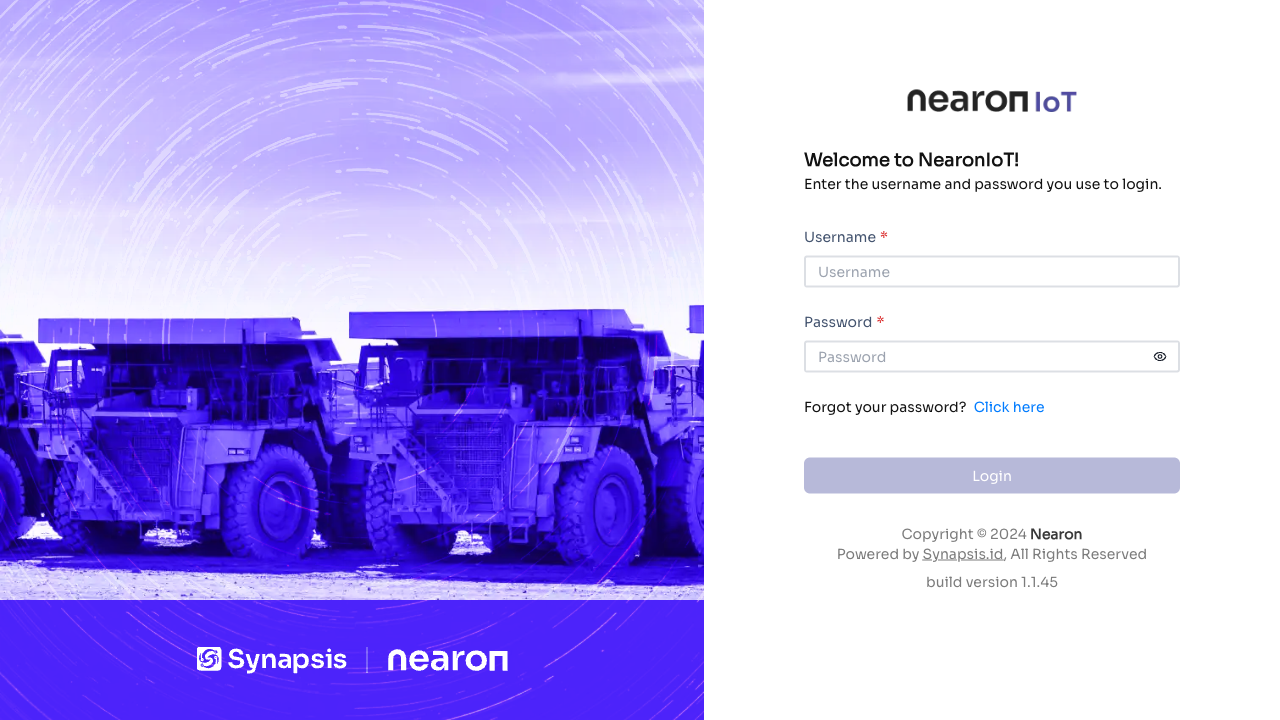 Synapsis
nearon
nearon IoT
Welcome to NearonIoT!
Enter the username and password you use to login.
Username *
Username
Password *
Password
Forgot your password? Click here
Login
Copyright © 2024 Nearon
Powered by Synapsis.id, All Rights Reserved
build version 1.1.45